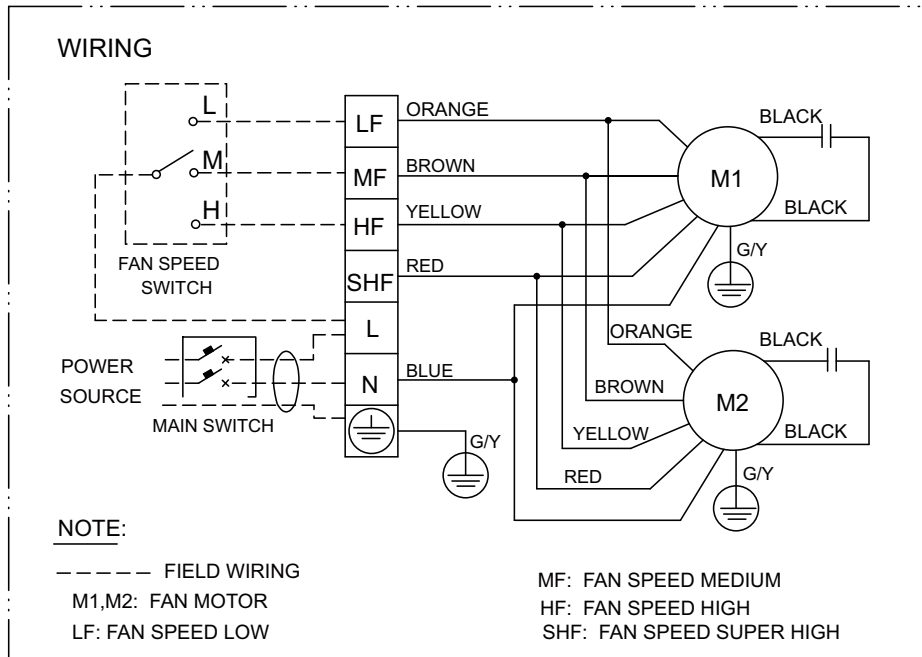 WIRING
L
M
H
FAN SPEED
SWITCH
POWER
SOURCE
MAIN SWITCH
LF
MF
HF
SHF
L
N
ORANGE
BROWN
YELLOW
RED
BLUE
G/Y
M1
BLACK
BLACK
G/Y
ORANGE
BROWN
YELLOW
RED
M2
BLACK
BLACK
G/Y
NOTE:
FIELD WIRING
M1,M2: FAN MOTOR
LF: FAN SPEED LOW
MF: FAN SPEED MEDIUM
HF: FAN SPEED HIGH
SHF: FAN SPEED SUPER HIGH